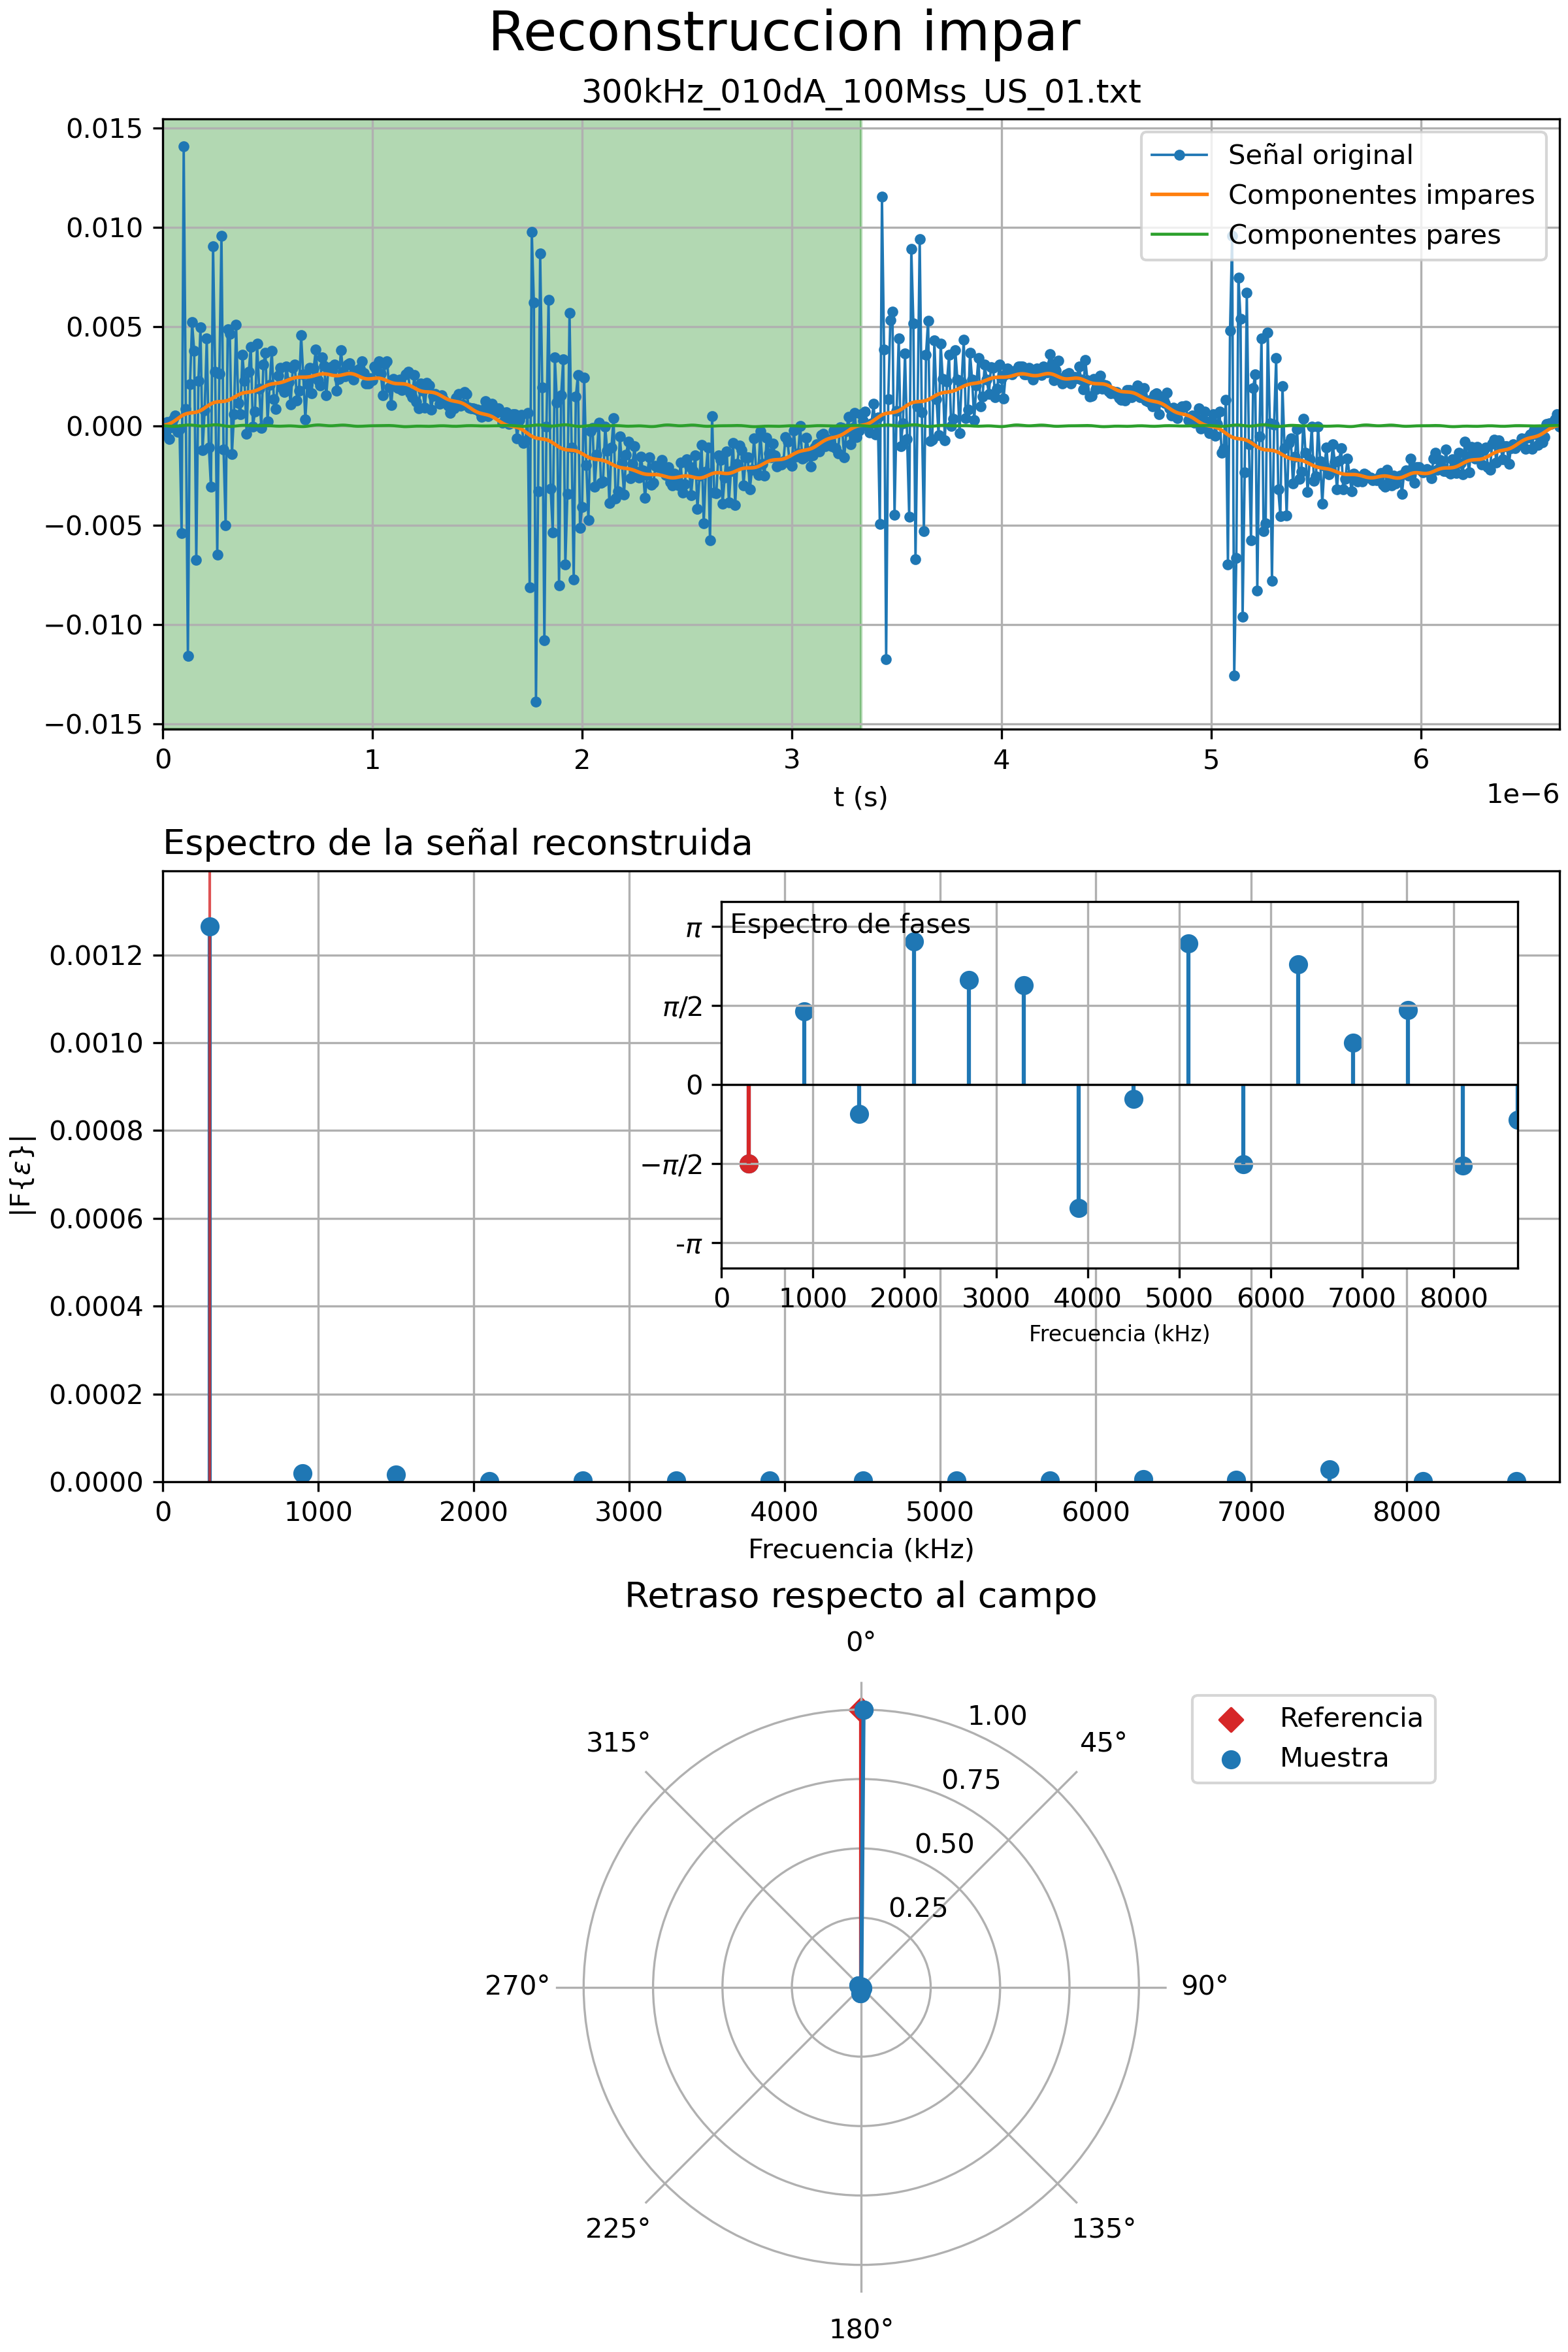 Reconstruccion impar
300kHz_010dA_100Mss_US_01.txt
0.015
0.010
0.005
0.000
−0.005
−0.010
−0.015
Señal original
Componentes impares
Componentes pares
0 1 2 3 4 5 6
1e−6
t (s)
Espectro de la señal reconstruida
0.0012
0.0010
0.0008
0.0006
0.0004
0.0002
0.0000
|F{ε}|
Espectro de fases
π
π/2
0
−π/2
-π
0 1000 2000 3000 4000 5000 6000 7000 8000
Frecuencia (kHz)
0 1000 2000 3000 4000 5000 6000 7000 8000
Frecuencia (kHz)
Retraso respecto al campo
0°
45°
90°
135°
180°
225°
270°
315°
1.00
0.75
0.50
0.25
Referencia
Muestra